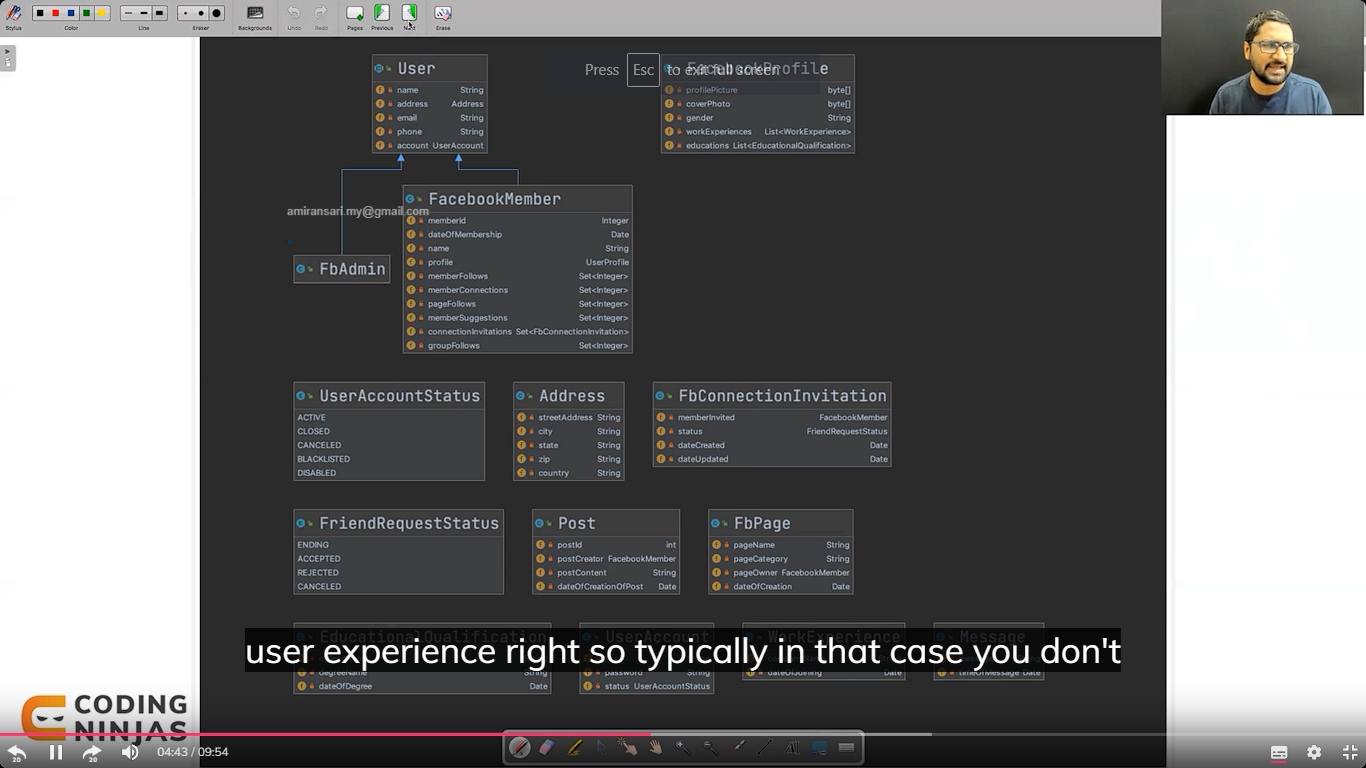 Stylus Color Line Eraser Backgrounds Undo Redo Pages Previous Next Erase
Press Esc to exit full screen
User
name String
address Address
email String
phone String
account UserAccount
FacebookProfile
profilePicture byte[]
coverPhoto byte[]
gender String
workExperiences List<WorkExperience>
educations List<EducationalQualification>
amiransari.my@gmail.com
FbAdmin
FacebookMember
memberId Integer
dateOfMembership Date
name String
profile UserProfile
memberFollows Set<Integer>
memberConnections Set<Integer>
pageFollows Set<Integer>
memberSuggestions Set<Integer>
connectionInvitations Set<FbConnectionInvitation>
groupFollows Set<Integer>
UserAccountStatus
ACTIVE
CLOSED
CANCELED
BLACKLISTED
DISABLED
Address
streetAddress String
city String
state String
zip String
country String
FbConnectionInvitation
memberInvited FacebookMember
status FriendRequestStatus
dateCreated Date
dateUpdated Date
FriendRequestStatus
ENDING
ACCEPTED
REJECTED
CANCELED
Post
postId int
postCreator FacebookMember
postContent String
dateOfCreationOfPost Date
FbPage
pageName String
pageCategory String
pageOwner FacebookMember
dateOfCreation Date
EducationalQualification
degreeName String
dateOfDegree Date
UserAccount
password String
status UserAccountStatus
WorkExperience
dateOfJoining Date
Message
timeOfMessage Date
user experience right so typically in that case you don't
CODING
NINJAS
20 20 04:43 / 09:54